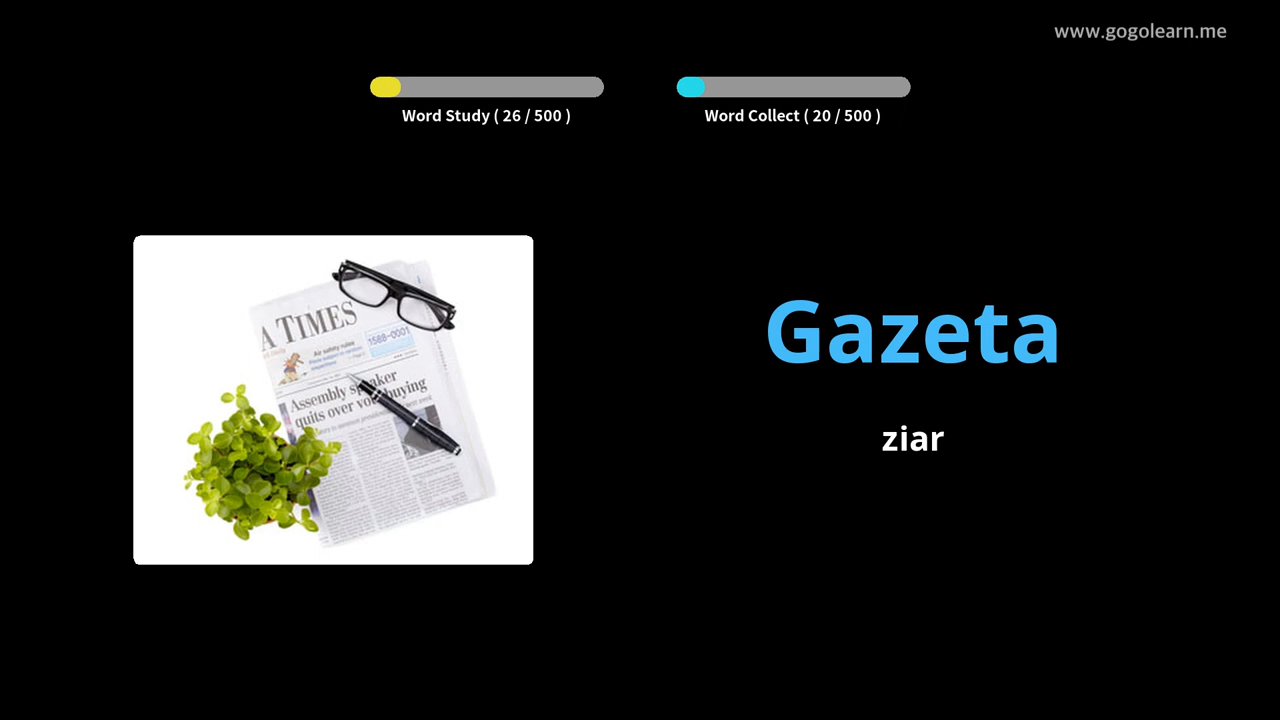 www.gogolearn.me
Word Study ( 26 / 500 )
Word Collect ( 20 / 500 )
A TIMES
Air safety rules
1588-0001
Assembly speaker
quits over vote buying
Gazeta
ziar